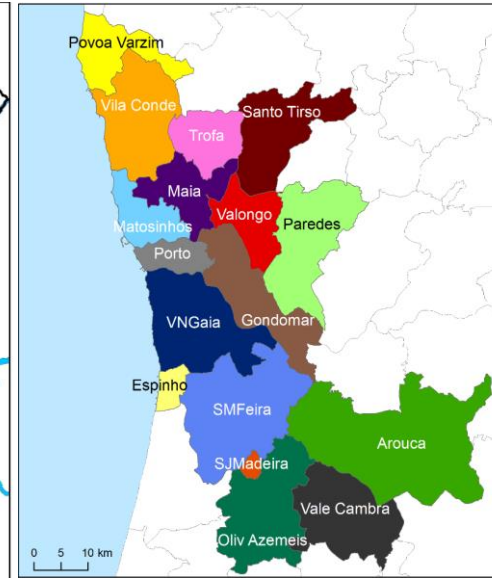 Povoa Varzim
Vila Conde
Santo Tirso
Trofa
Maia
Valongo
Paredes
Matosinhos
Porto
VNGaia
Gondomar
Espinho
SMFeira
Arouca
SJMadeira
Vale Cambra
Oliv Azemeis
0 5 10 km